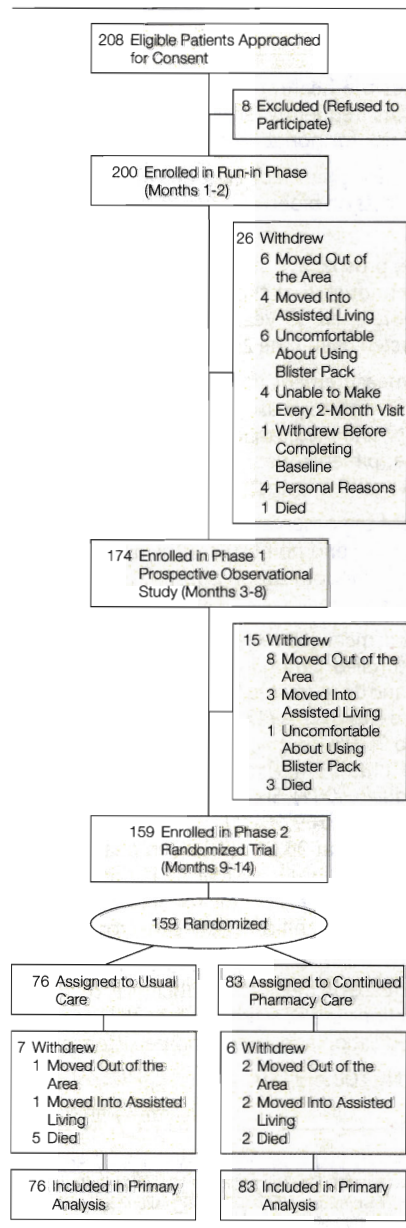 208 Eligible Patients Approached
for Consent
8 Excluded (Refused to
Participate)
200 Enrolled in Run-in Phase
(Months 1-2)
26 Withdrew
6 Moved Out of
the Area
4 Moved Into
Assisted Living
6 Uncomfortable
About Using
Blister Pack
4 Unable to Make
Every 2-Month Visit
1 Withdrew Before
Completing
Baseline
4 Personal Reasons
1 Died
174 Enrolled in Phase 1
Prospective Observational
Study (Months 3-8)
15 Withdrew
8 Moved Out of the
Area
3 Moved Into
Assisted Living
1 Uncomfortable
About Using
Blister Pack
3 Died
159 Enrolled in Phase 2
Randomized Trial
(Months 9-14)
159 Randomized
76 Assigned to Usual
Care
83 Assigned to Continued
Pharmacy Care
7 Withdrew
1 Moved Out of the
Area
1 Moved Into Assisted
Living
5 Died
6 Withdrew
2 Moved Out of the
Area
2 Moved Into Assisted
Living
2 Died
76 Included in Primary
Analysis
83 Included in Primary
Analysis